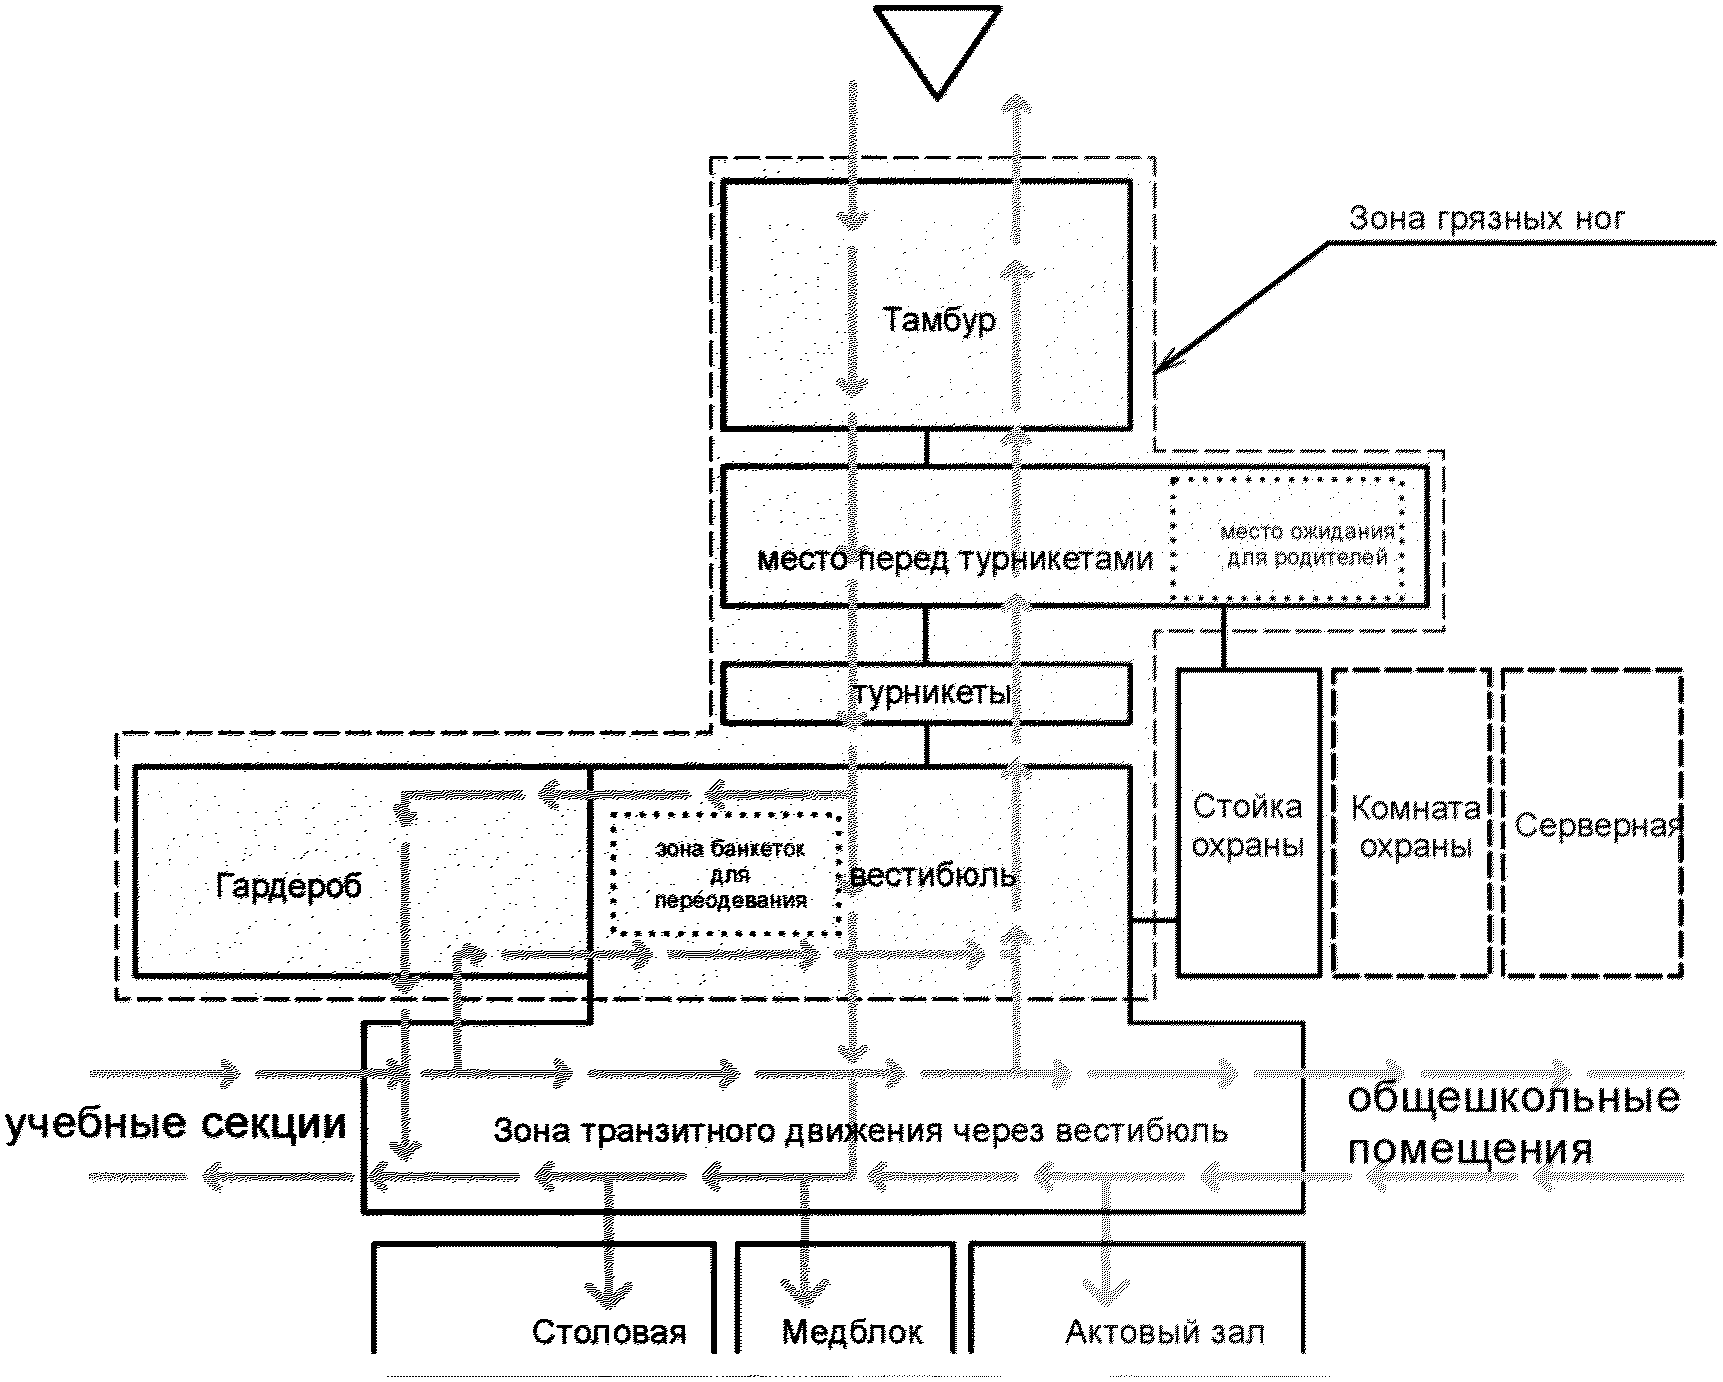 Зона грязных ног
Тамбур
место ожидания
для родителей
место перед турникетами
турникеты
Стойка
охраны
Комната
охраны
Серверная
Гардероб
зона банкеток
для
переодевания
вестибюль
учебные секции
Зона транзитного движения через вестибюль
общешкольные
помещения
Столовая
Медблок
Актовый зал